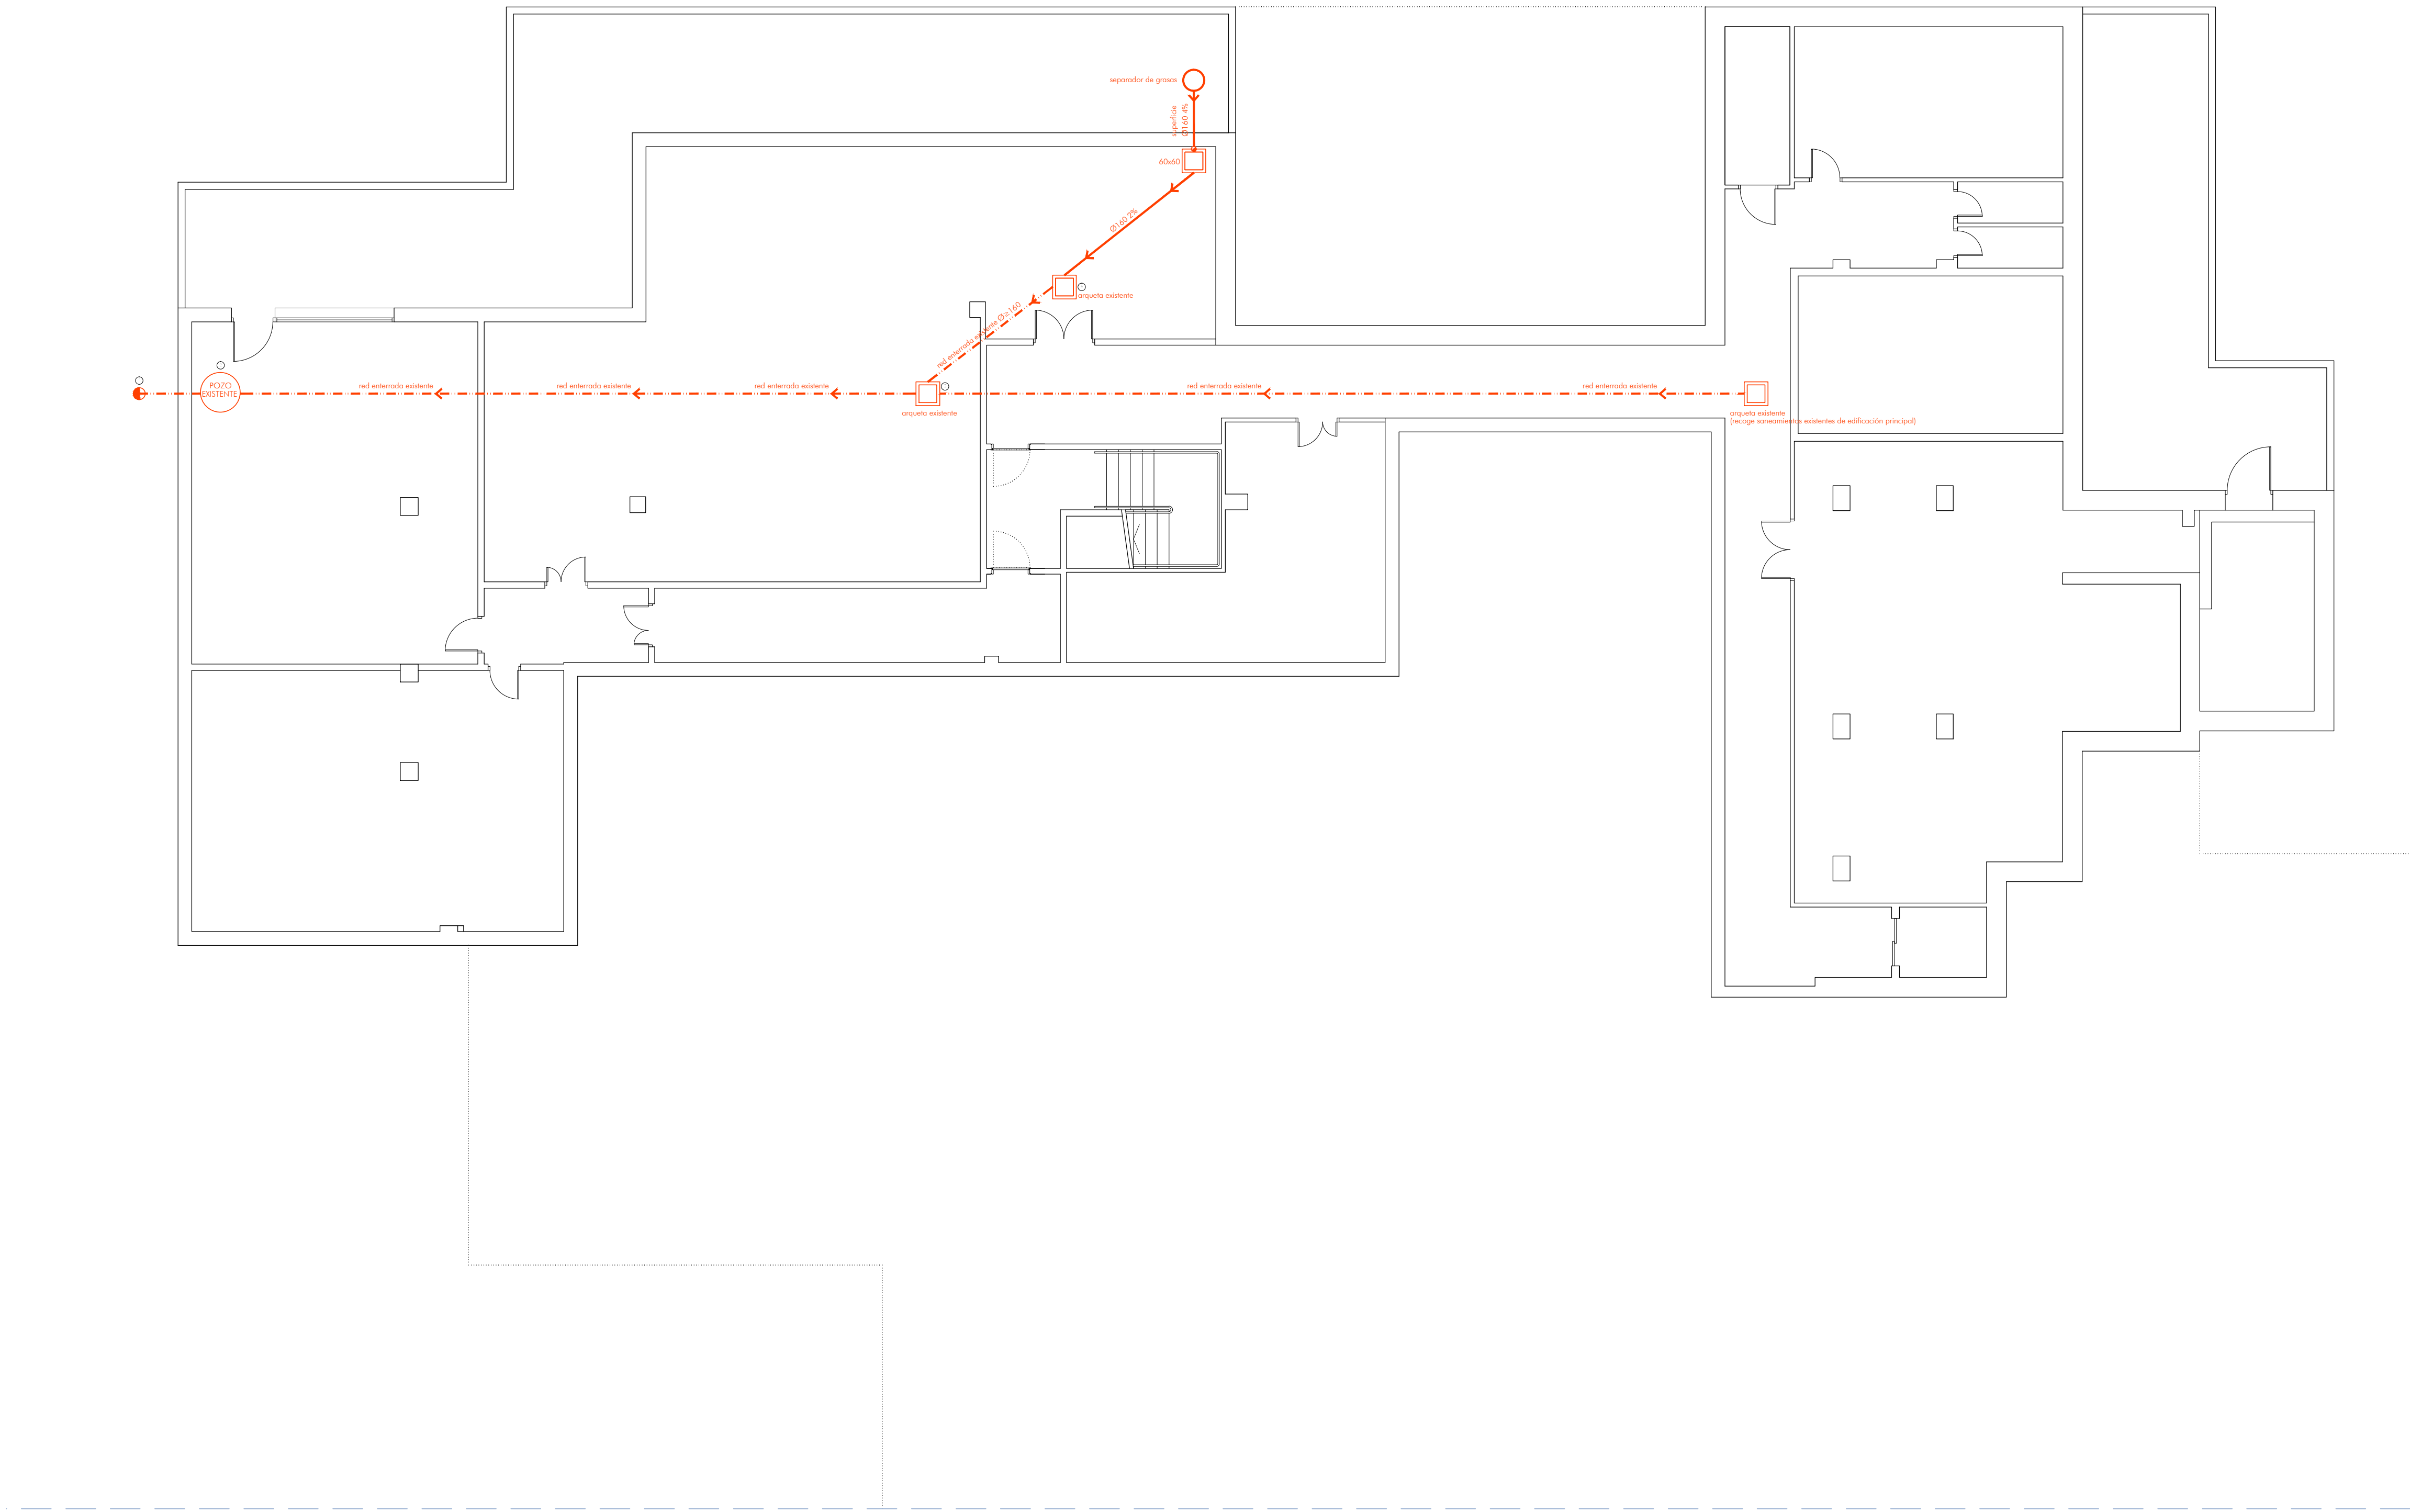 separador de grasas
superficie
Ø160 4%
60x60
Ø160 2%
arqueta existente
red enterrada existente Ø≥160
POZO
EXISTENTE
red enterrada existente
red enterrada existente
red enterrada existente
red enterrada existente
red enterrada existente
arqueta existente
arqueta existente
(recoge saneamientos existentes de edificación principal)